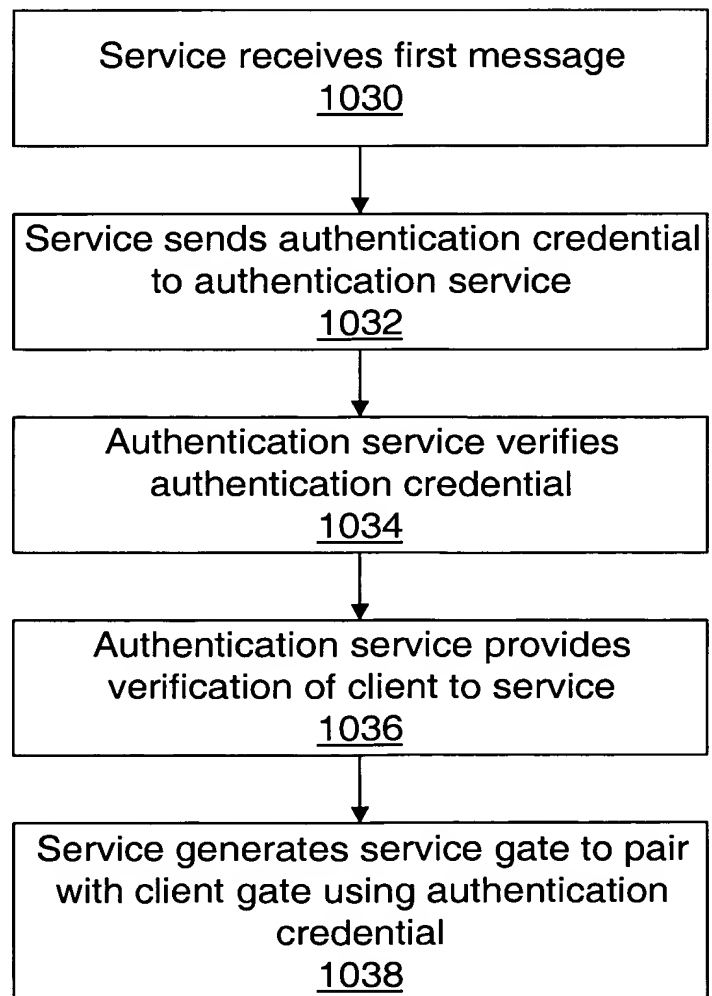 Service receives first message
1030
Service sends authentication credential
to authentication service
1032
Authentication service verifies
authentication credential
1034
Authentication service provides
verification of client to service
1036
Service generates service gate to pair
with client gate using authentication
credential
1038